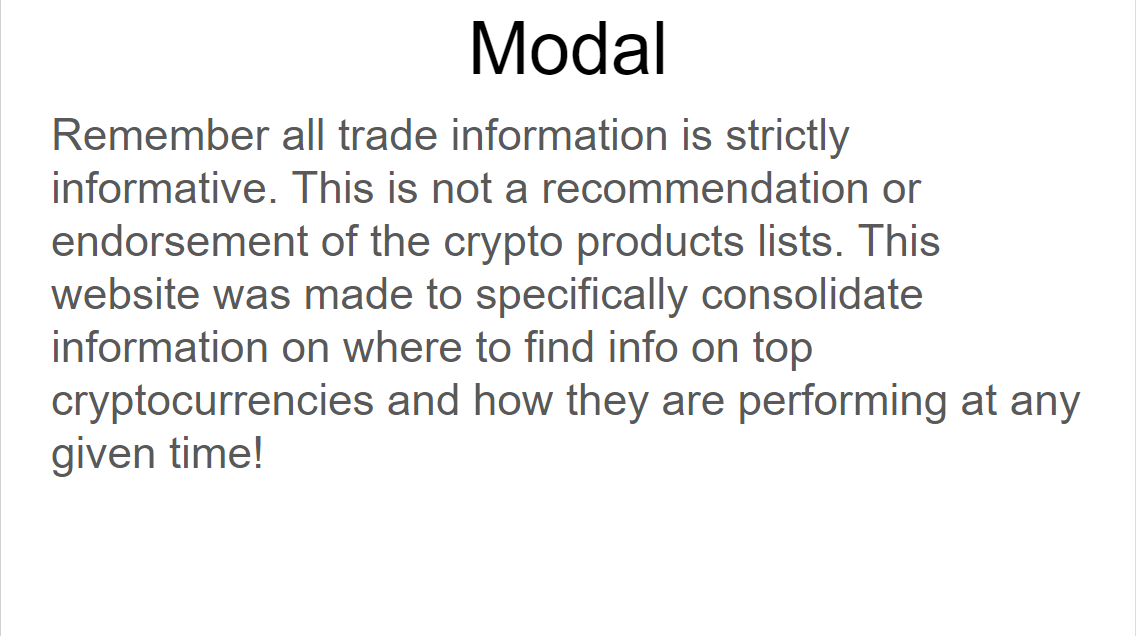 Modal
Remember all trade information is strictly
informative. This is not a recommendation or
endorsement of the crypto products lists. This
website was made to specifically consolidate
information on where to find info on top
cryptocurrencies and how they are performing at any
given time!